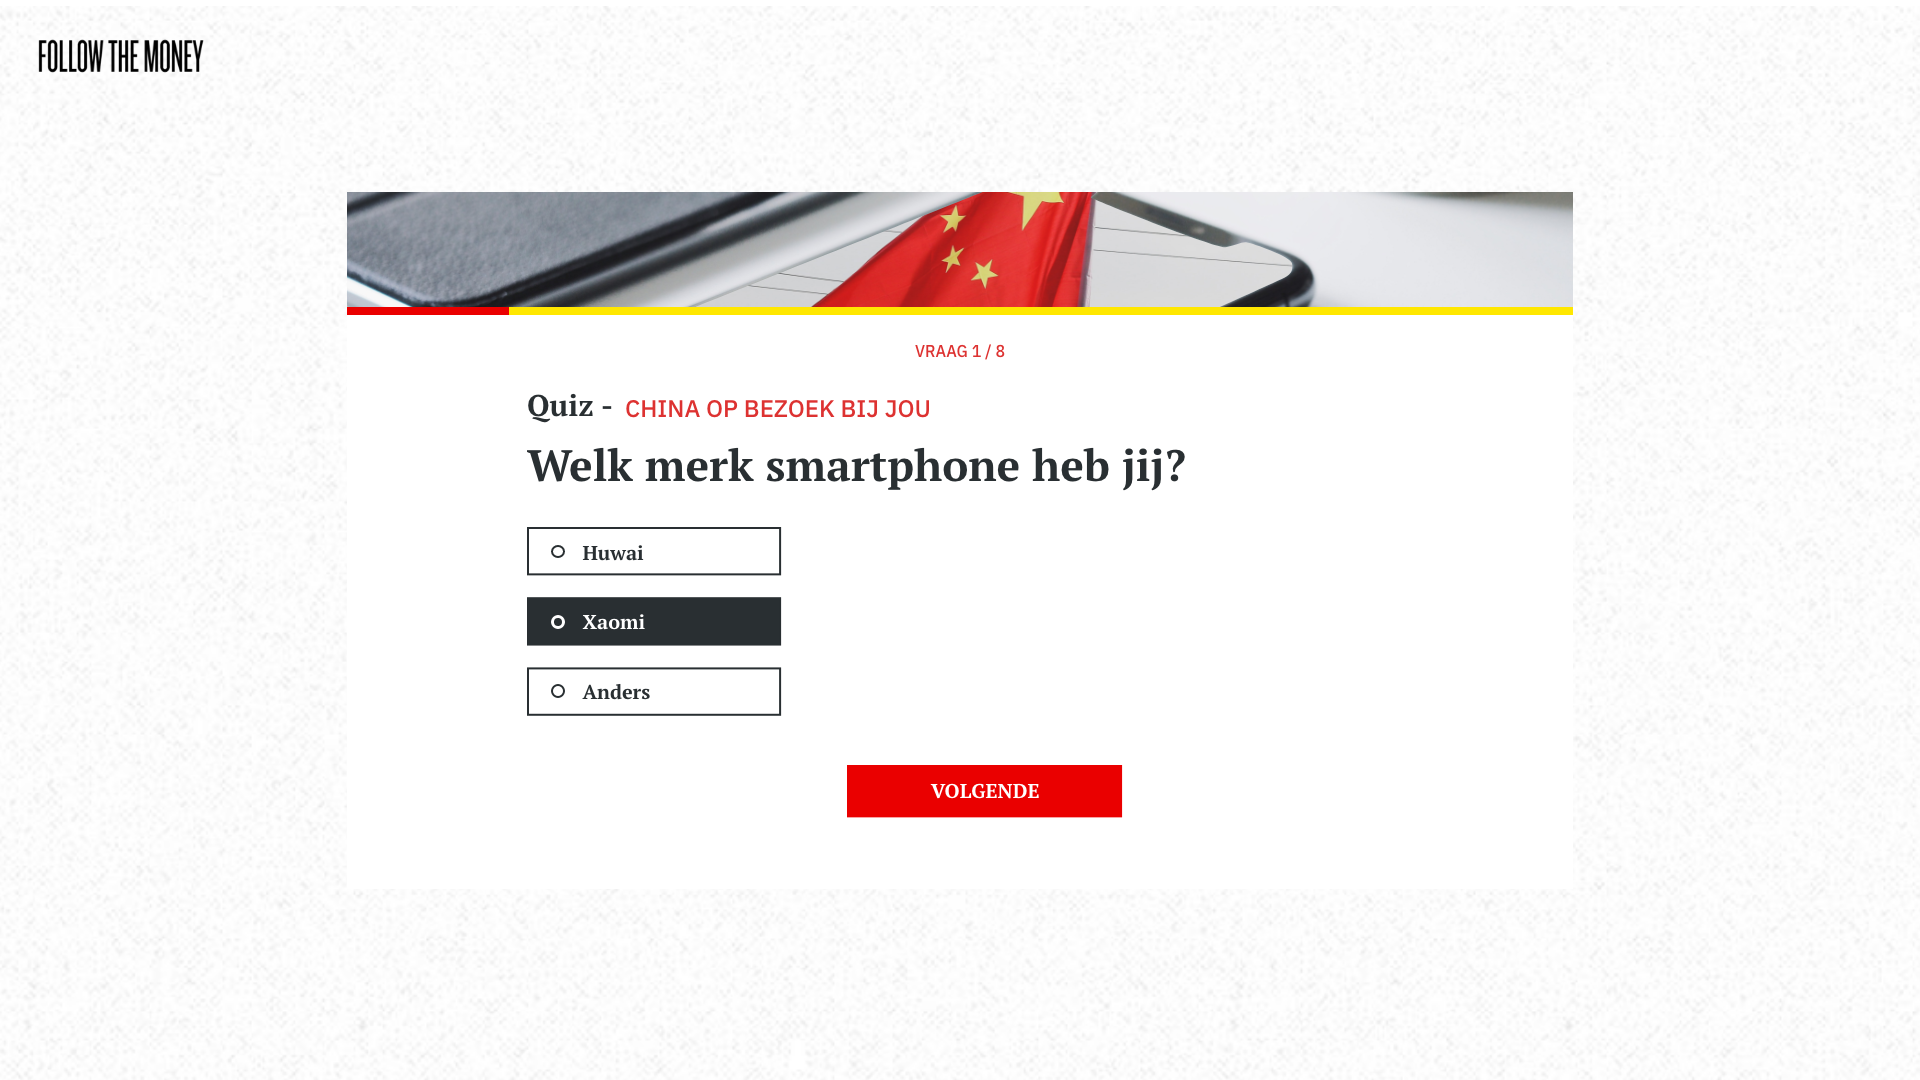 FOLLOW THE MONEY
VRAAG 1 / 8
Quiz - CHINA OP BEZOEK BIJ JOU
Welk merk smartphone heb jij?
Huwai
Xaomi
Anders
VOLGENDE